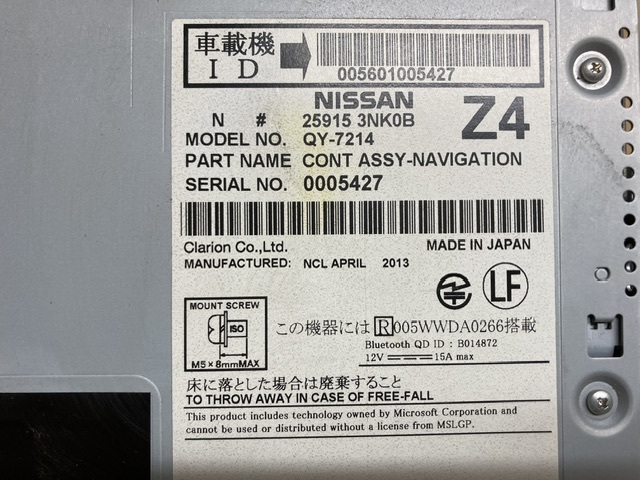 車載機
ID
005601005427
NISSAN
N # 25915 3NK0B
Z4
MODEL NO. QY-7214
PART NAME CONT ASSY-NAVIGATION
SERIAL NO. 0005427
Clarion Co.,Ltd. MADE IN JAPAN
MANUFACTURED: NCL APRIL 2013
LF
MOUNT SCREW
ISO
M5×8mmMAX
この機器には R005WWDA0266搭載
Bluetooth QD ID : B014872
12V 15A max
床に落とした場合は廃棄すること
TO THROW AWAY IN CASE OF FREE-FALL
This product includes technology owned by Microsoft Corporation and
cannot be used or distributed without a license from MSLGP.